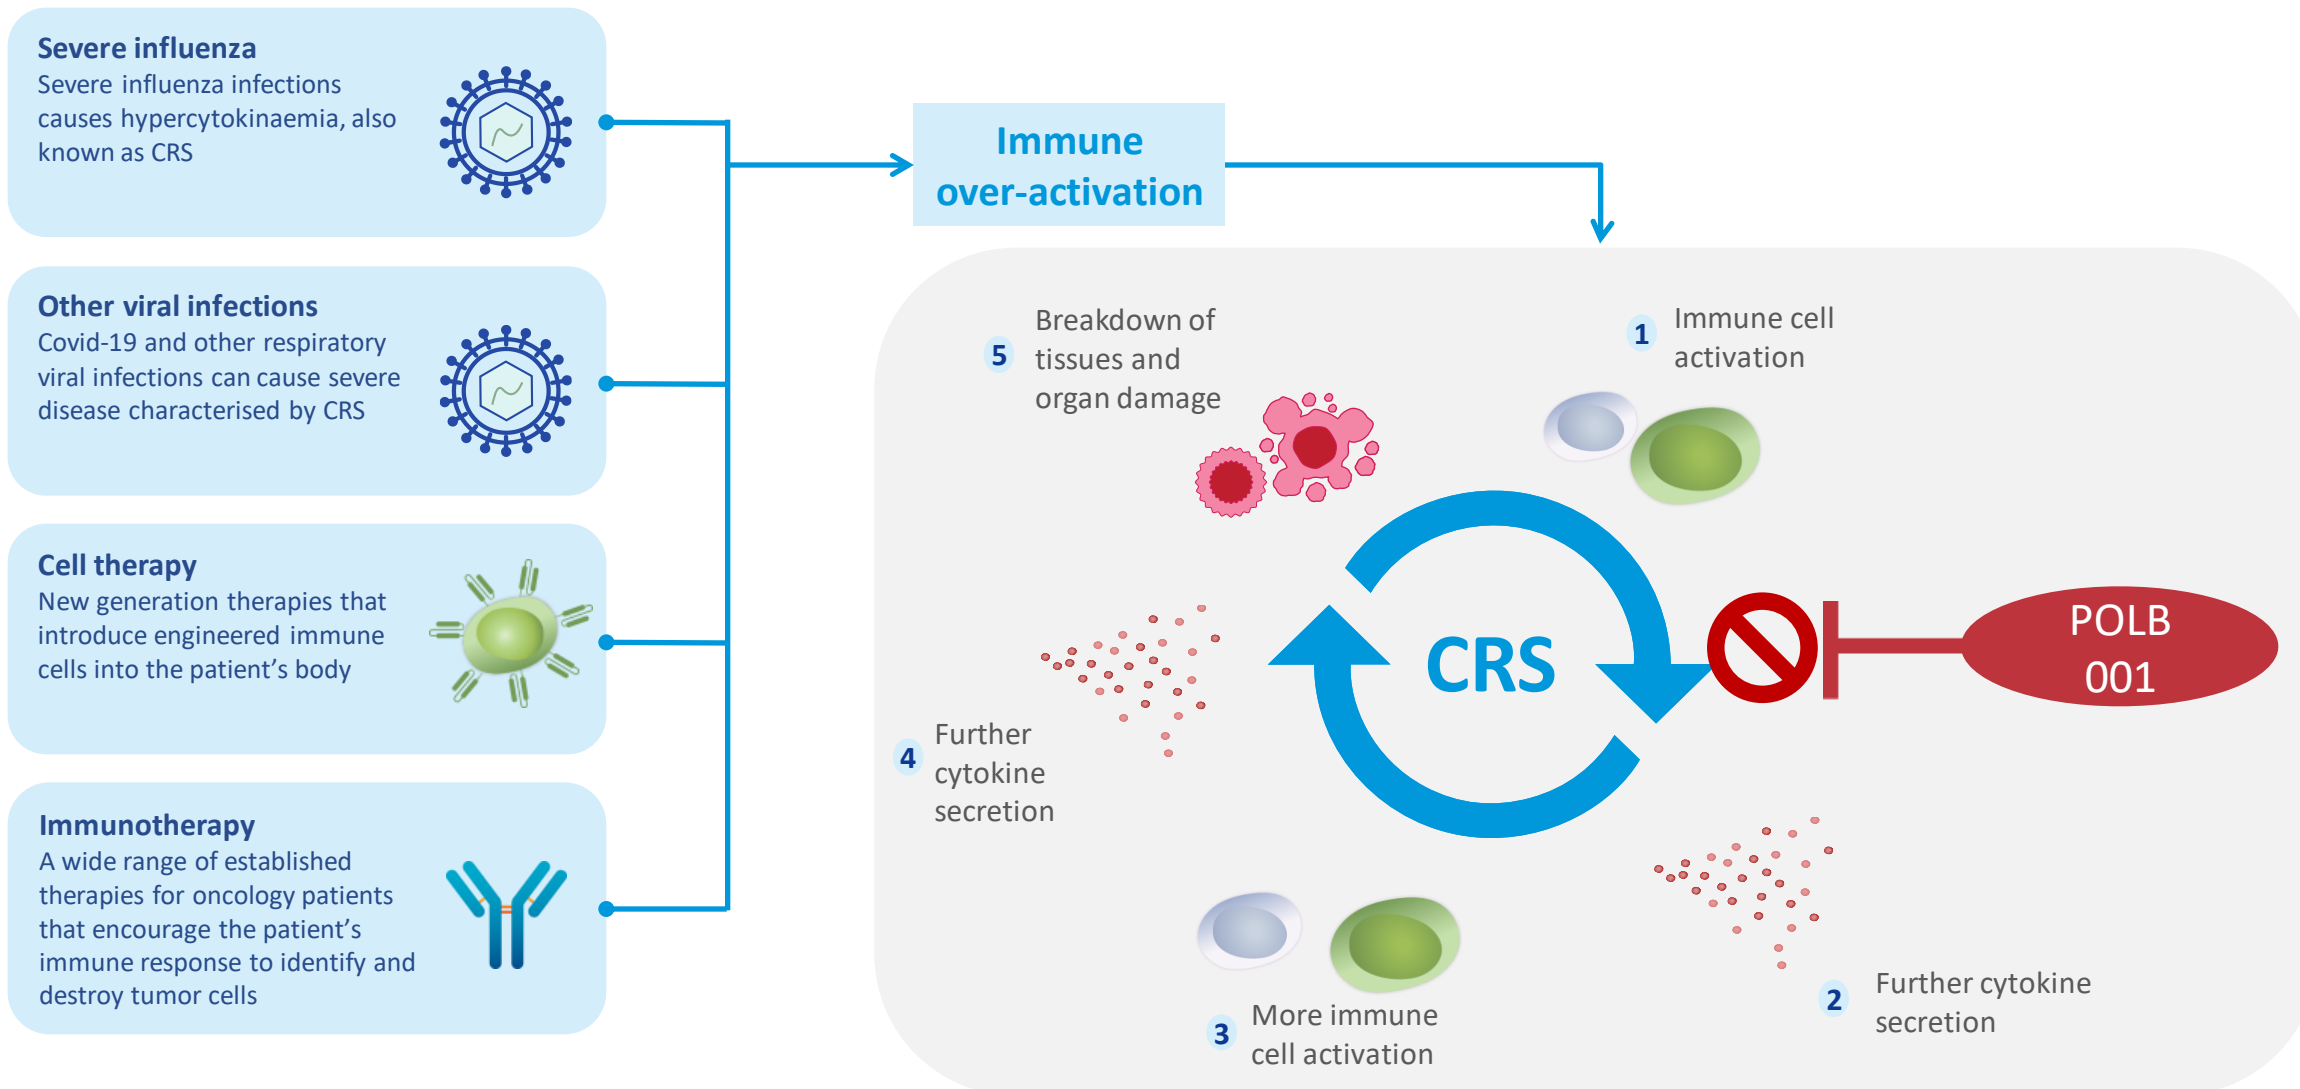 Severe influenza
Severe influenza infections
causes hypercytokinaemia, also
known as CRS
Other viral infections
Covid-19 and other respiratory
viral infections can cause severe
disease characterised by CRS
Cell therapy
New generation therapies that
introduce engineered immune
cells into the patient's body
Immunotherapy
A wide range of established
therapies for oncology patients
that encourage the patient's
immune response to identify and
destroy tumor cells
Immune
over-activation
1
Immune cell
activation
2
Further cytokine
secretion
3
More immune
cell activation
4
Further
cytokine
secretion
5
Breakdown of
tissues and
organ damage
CRS
POLB
001